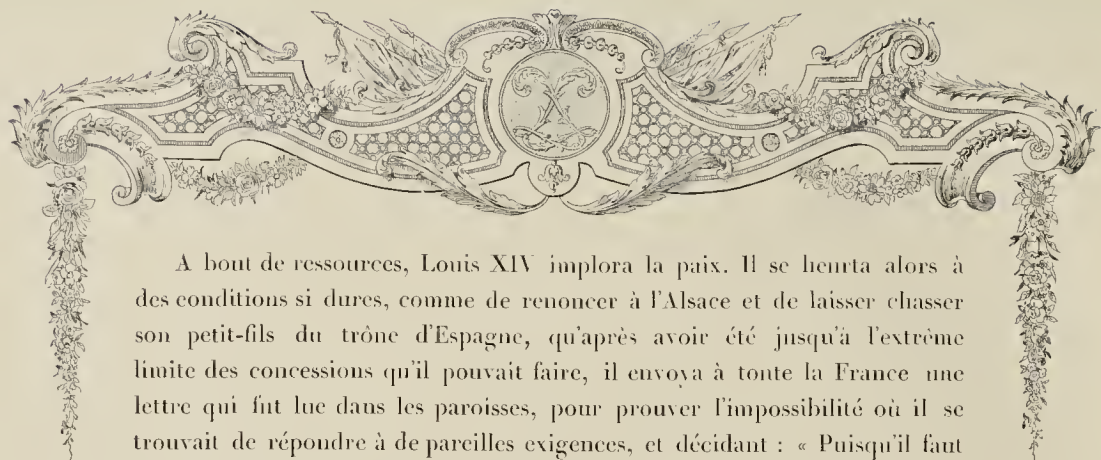 A bout de ressources, Louis XIV implora la paix. Il se heurta alors à
des conditions si dures, comme de renoncer à l'Alsace et de laisser chasser
son petit-fils du trône d'Espagne, qu'après avoir été jusqu'à l'extrême
limite des concessions qu'il pouvait faire, il envoya à toute la France une
lettre qui fut lue dans les paroisses, pour prouver l'impossibilité où il se
trouvait de répondre à de pareilles exigences, et décidant : « Puisqu'il faut